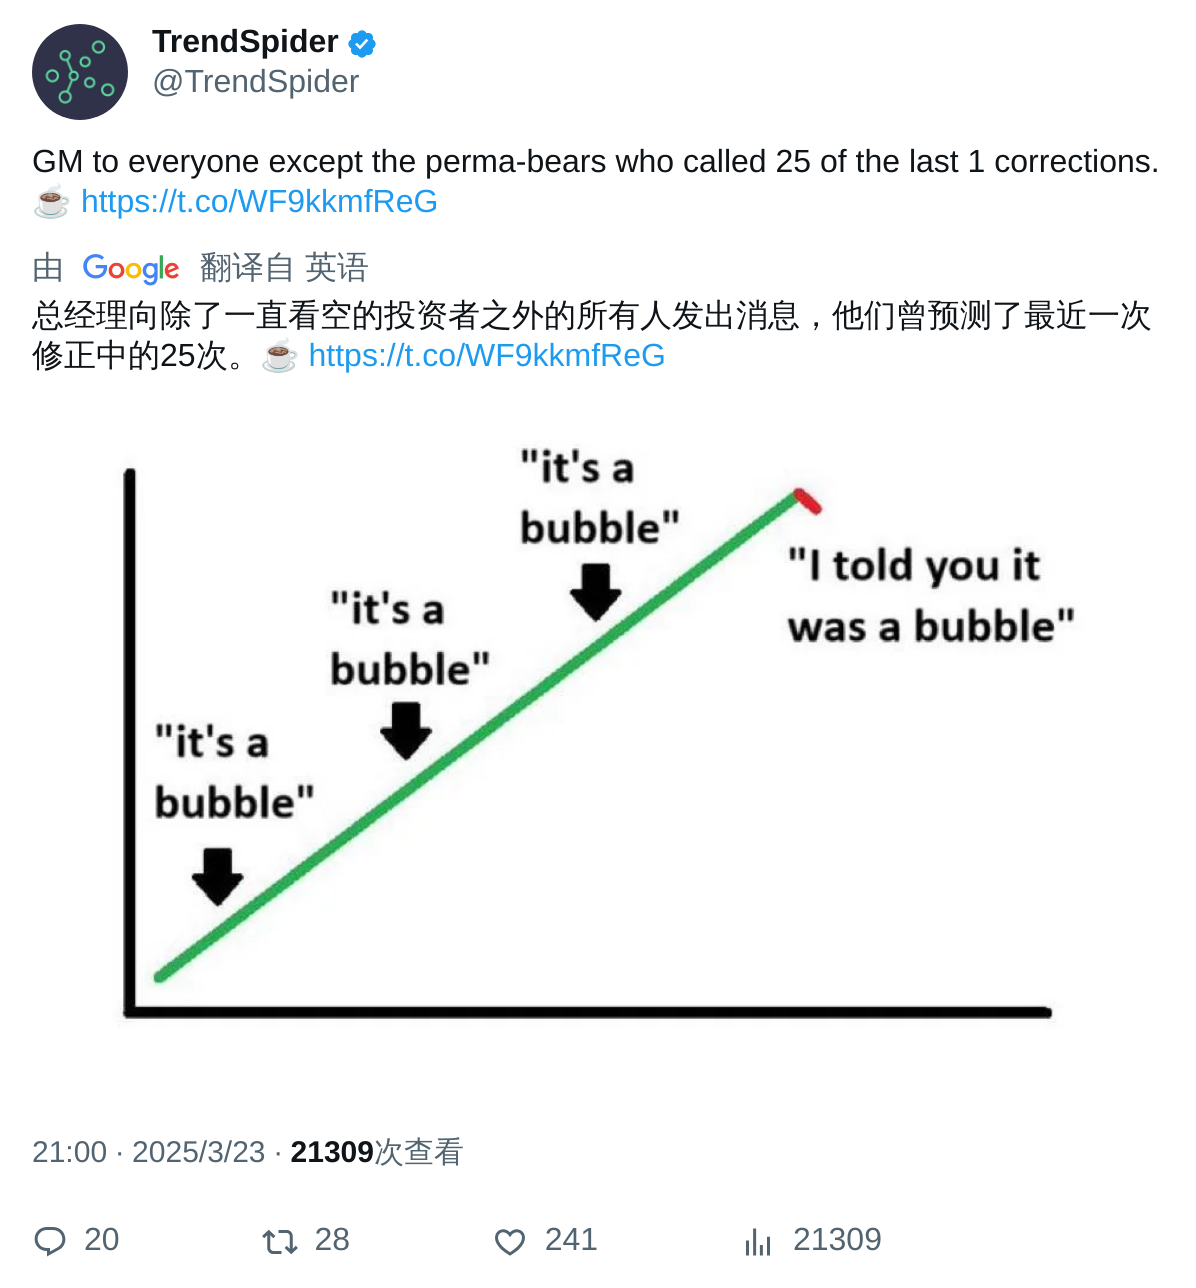 TrendSpider
@TrendSpider
GM to everyone except the perma-bears who called 25 of the last 1 corrections.
☕ https://t.co/WF9kkmfReG
由 Google 翻译自 英语
总经理向除了一直看空的投资者之外的所有人发出消息，他们曾预测了最近一次
修正中的25次。☕ https://t.co/WF9kkmfReG
"it's a
bubble"
"it's a
bubble"
"it's a
bubble"
"I told you it
was a bubble"
21:00 · 2025/3/23 · 21309次查看
20 28 241 21309